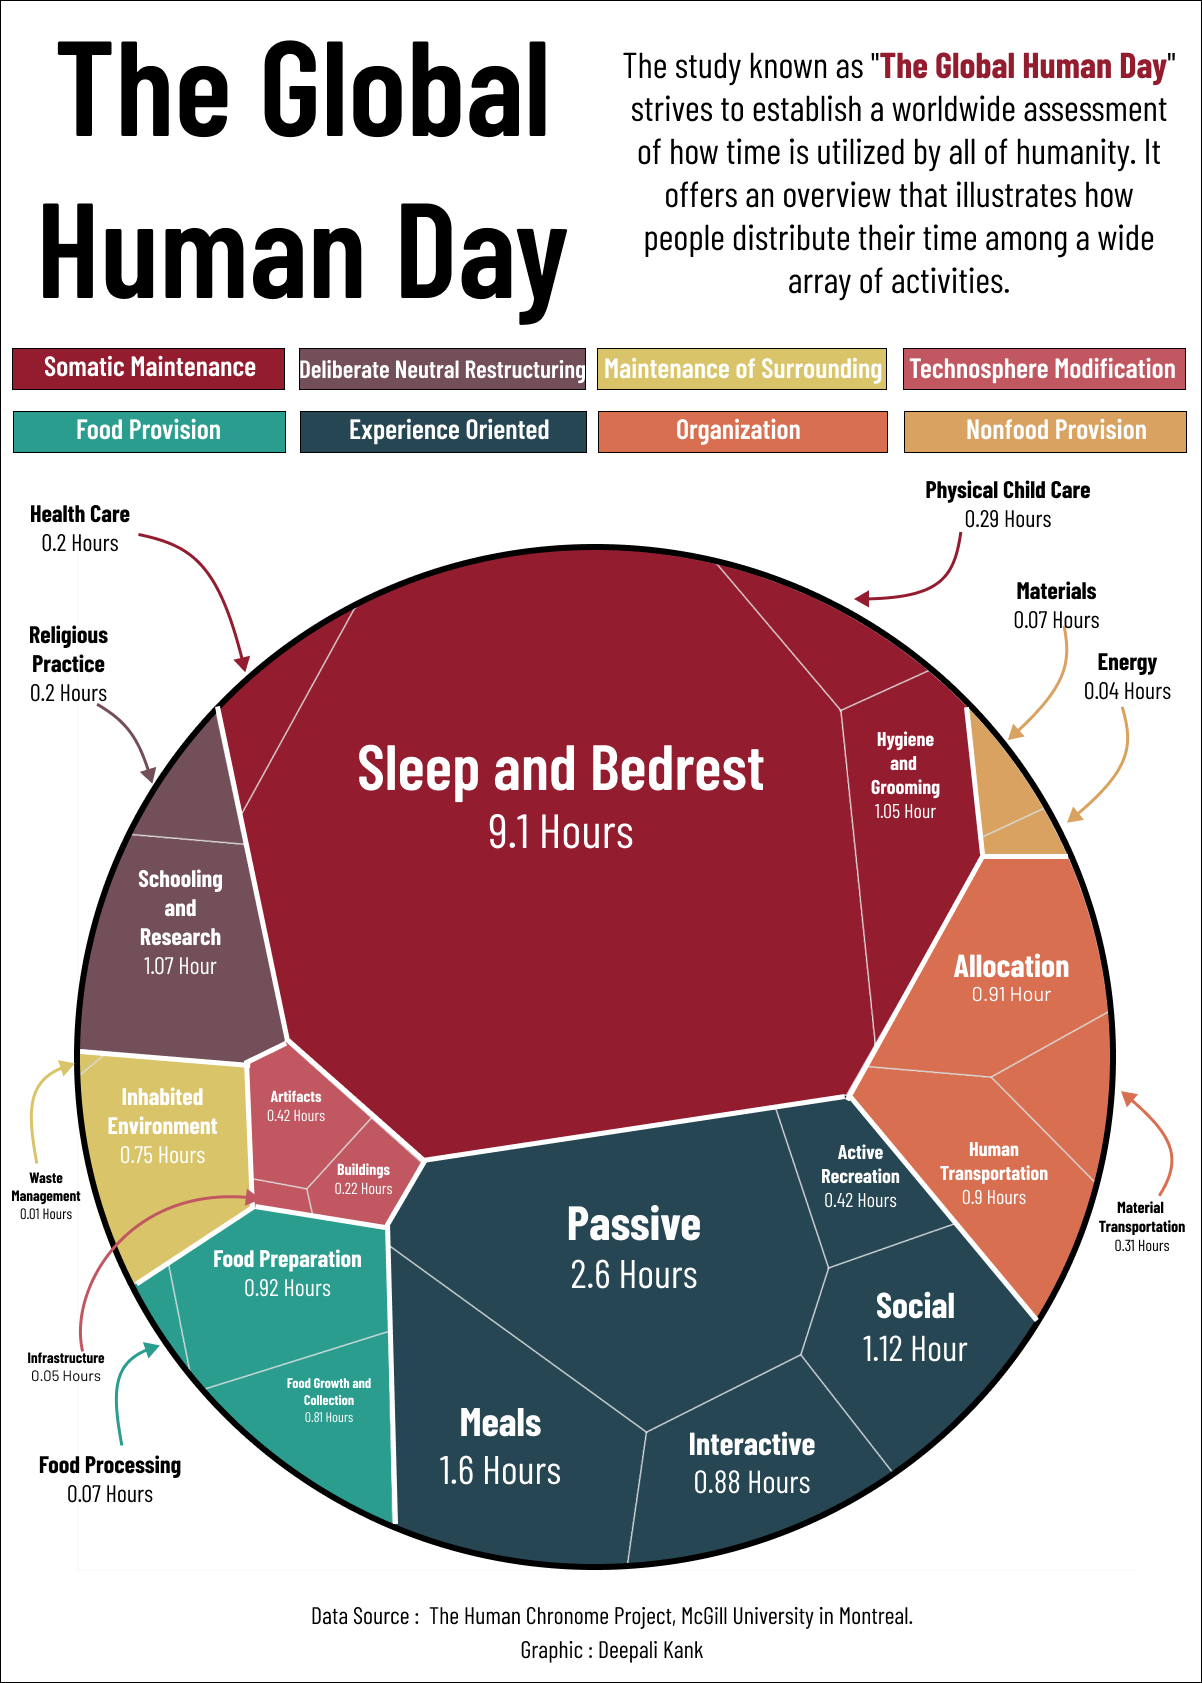 The Global
Human Day
The study known as "The Global Human Day"
strives to establish a worldwide assessment
of how time is utilized by all of humanity. It
offers an overview that illustrates how
people distribute their time among a wide
array of activities.
Somatic Maintenance
Deliberate Neutral Restructuring
Maintenance of Surrounding
Technosphere Modification
Food Provision
Experience Oriented
Organization
Nonfood Provision
Health Care
0.2 Hours
Physical Child Care
0.29 Hours
Materials
0.07 Hours
Religious
Practice
0.2 Hours
Energy
0.04 Hours
Sleep and Bedrest
9.1 Hours
Hygiene
and
Grooming
1.05 Hour
Schooling
and
Research
1.07 Hour
Allocation
0.91 Hour
Inhabited
Environment
0.75 Hours
Artifacts
0.42 Hours
Buildings
0.22 Hours
Active
Recreation
0.42 Hours
Human
Transportation
0.9 Hours
Waste
Management
0.01 Hours
Material
Transportation
0.31 Hours
Passive
2.6 Hours
Food Preparation
0.92 Hours
Social
1.12 Hour
Infrastructure
0.05 Hours
Food Growth and
Collection
0.81 Hours
Meals
1.6 Hours
Interactive
0.88 Hours
Food Processing
0.07 Hours
Data Source : The Human Chronome Project, McGill University in Montreal.
Graphic : Deepali Kank